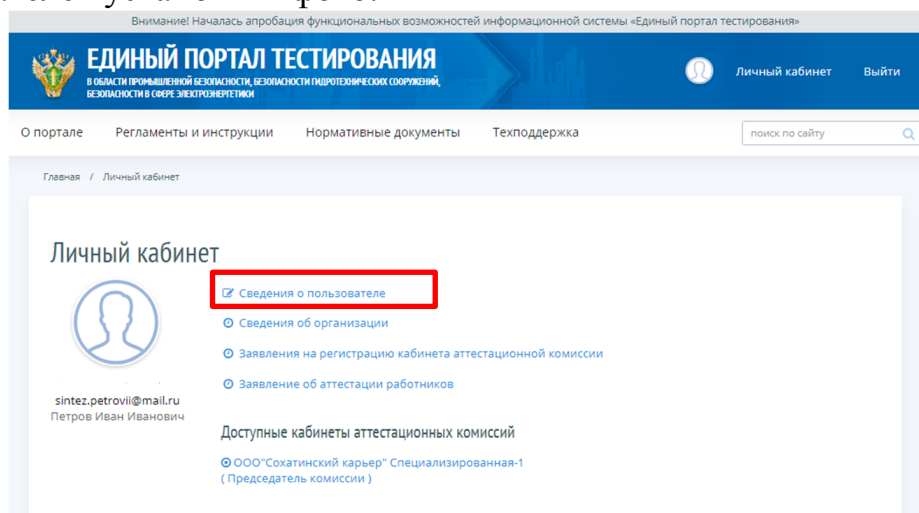 Внимание! Началась апробация функциональных возможностей информационной системы «Единый портал тестирования»
ЕДИНЫЙ ПОРТАЛ ТЕСТИРОВАНИЯ
В ОБЛАСТИ ПРОМЫШЛЕННОЙ БЕЗОПАСНОСТИ, БЕЗОПАСНОСТИ ГИДРОТЕХНИЧЕСКИХ СООРУЖЕНИЙ,
БЕЗОПАСНОСТИ В СФЕРЕ ЭЛЕКТРОЭНЕРГЕТИКИ
Личный кабинет
Выйти
О портале
Регламенты и инструкции
Нормативные документы
Техподдержка
поиск по сайту
Главная / Личный кабинет
Личный кабинет
Сведения о пользователе
Сведения об организации
Заявления на регистрацию кабинета аттестационной комиссии
Заявление об аттестации работников
sintez.petrovii@mail.ru
Петров Иван Иванович
Доступные кабинеты аттестационных комиссий
ООО"Сохатинский карьер" Специализированная-1
( Председатель комиссии )